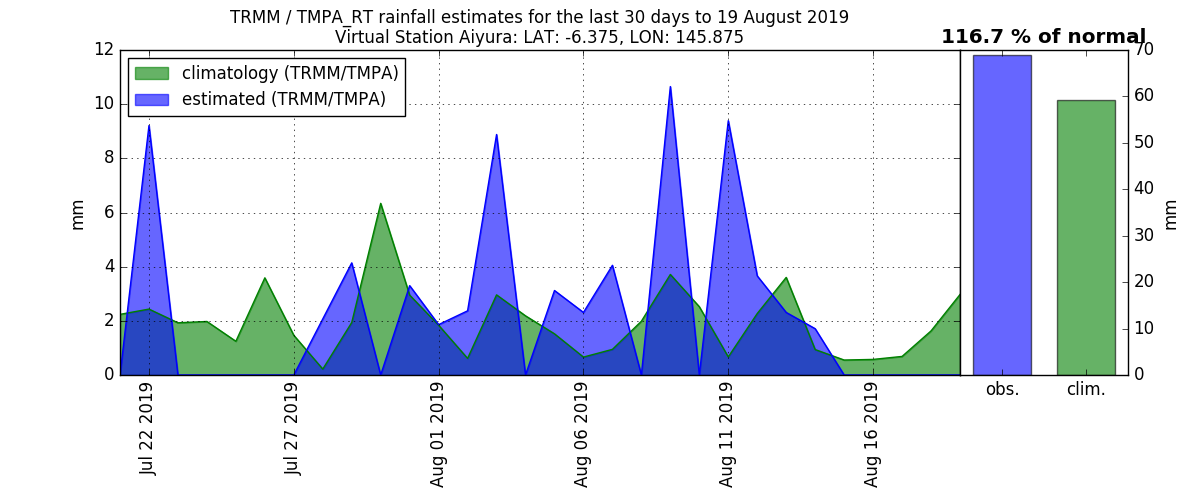 TRMM / TMPA_RT rainfall estimates for the last 30 days to 19 August 2019
Virtual Station Aiyura: LAT: -6.375, LON: 145.875
116.7 % of normal
climatology (TRMM/TMPA)
estimated (TRMM/TMPA)
12
10
8
6
4
2
0
mm
Jul 22 2019
Jul 27 2019
Aug 01 2019
Aug 06 2019
Aug 11 2019
Aug 16 2019
70
60
50
40
30
20
10
0
mm
obs.
clim.